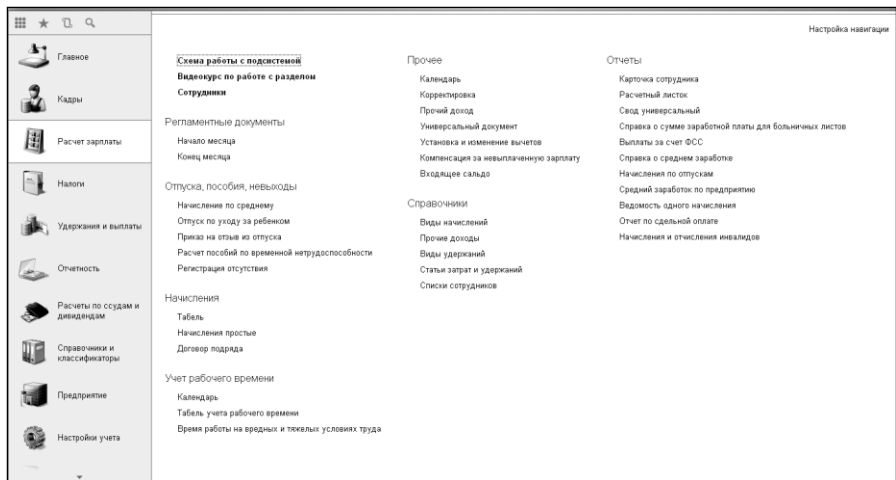 Настройка навигации
Главное
Кадры
Расчет зарплаты
Налоги
Удержания и выплаты
Отчетность
Расчеты по ссудам и
дивидендам
Справочники и
классификаторы
Предприятие
Настройки учета
Схема работы с подсистемой
Видеокурс по работе с разделом
Сотрудники
Регламентные документы
Начало месяца
Конец месяца
Отпуска, пособия, невыходы
Начисление по среднему
Отпуск по уходу за ребенком
Приказ на отзыв из отпуска
Расчет пособий по временной нетрудоспособности
Регистрация отсутствия
Начисления
Табель
Начисления простые
Договор подряда
Учет рабочего времени
Календарь
Табель учета рабочего времени
Время работы на вредных и тяжелых условиях труда
Прочее
Календарь
Корректировка
Прочий доход
Универсальный документ
Установка и изменение вычетов
Компенсация за невыплаченную зарплату
Входящее сальдо
Справочники
Виды начислений
Прочие доходы
Виды удержаний
Статьи затрат и удержаний
Списки сотрудников
Отчеты
Карточка сотрудника
Расчетный листок
Свод универсальный
Справка о сумме заработной платы для больничных листов
Выплаты за счет ФСС
Справка о среднем заработке
Начисления по отпускам
Средний заработок по предприятию
Ведомость одного начисления
Отчет по сдельной оплате
Начисления и отчисления инвалидов